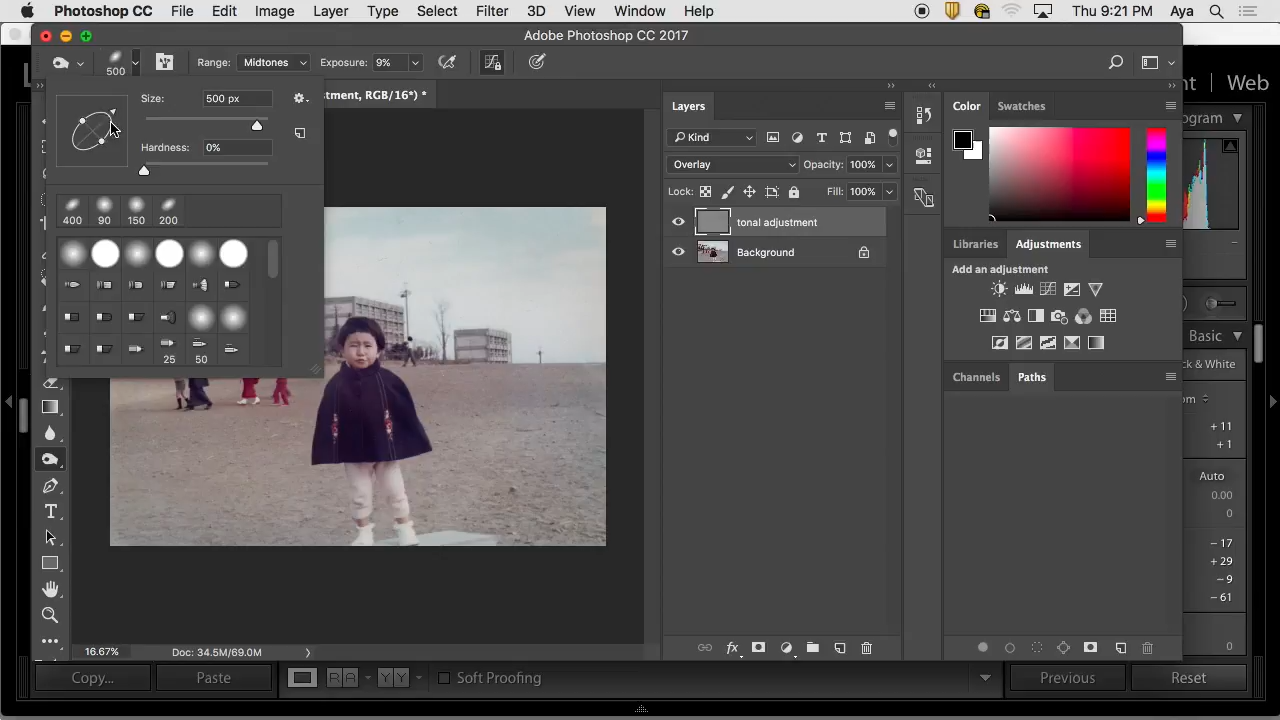 Photoshop CC File Edit Image Layer Type Select Filter 3D View Window Help Thu 9:21 PM Aya
Adobe Photoshop CC 2017
500 Range: Midtones Exposure: 9%
Web
stment, RGB/16*) *
Size: 500 px
Hardness: 0%
400 90 150 200
25 50
Layers
Kind
Overlay Opacity: 100%
Lock: Fill: 100%
tonal adjustment
Background
Color Swatches
Libraries Adjustments
Add an adjustment
Channels Paths
Basic
+ 11
+ 1
Auto
0.00
0
– 17
+ 29
– 9
– 61
0
16.67% Doc: 34.5M/69.0M
Copy... Paste R A Y Y Soft Proofing Previous Reset